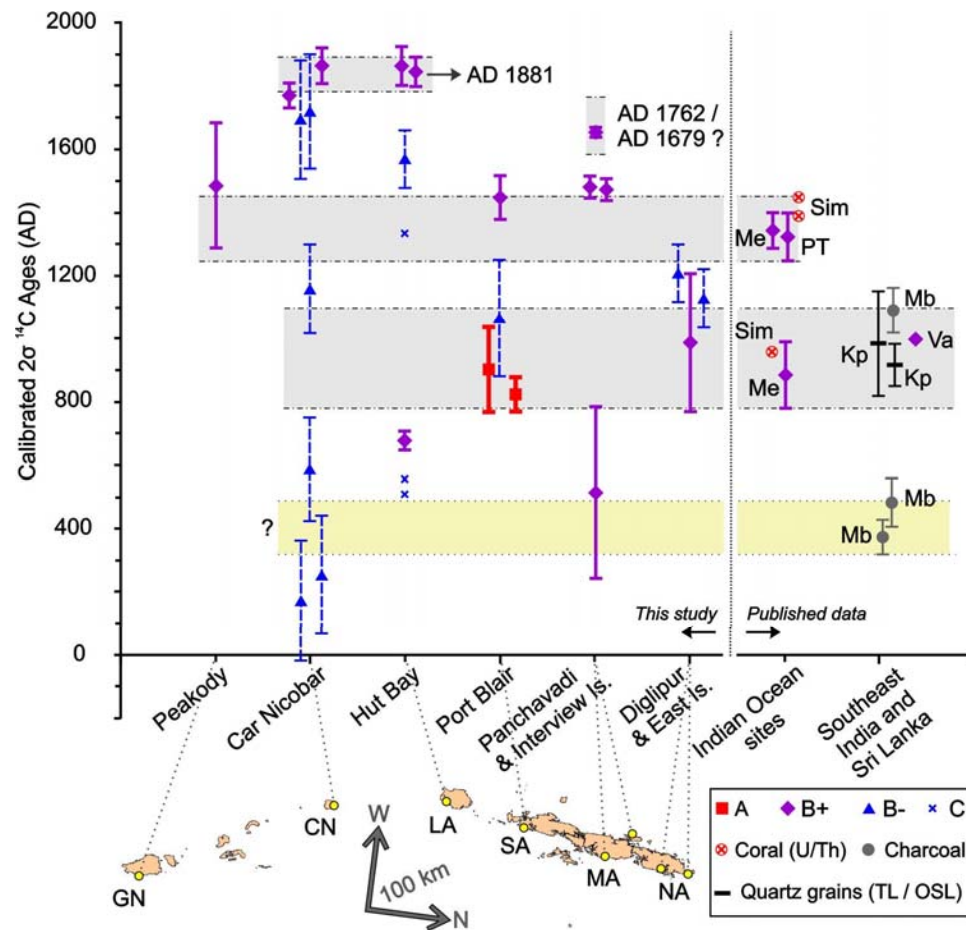 Calibrated 2σ ¹⁴C Ages (AD)
2000
1600
1200
800
400
0
AD 1881
AD 1762 /
AD 1679 ?
Sim
Me
PT
Mb
Sim
Va
Kp
Me
Kp
Mb
?
Mb
This study
Published data
Peakody
Car Nicobar
Hut Bay
Port Blair
Panchavadi
& Interview Is.
Diglipur
& East Is.
Indian Ocean
sites
Southeast
India and
Sri Lanka
GN
CN
LA
SA
MA
NA
W
100 km
N
A
B+
B-
C
Coral (U/Th)
Charcoal
Quartz grains (TL / OSL)